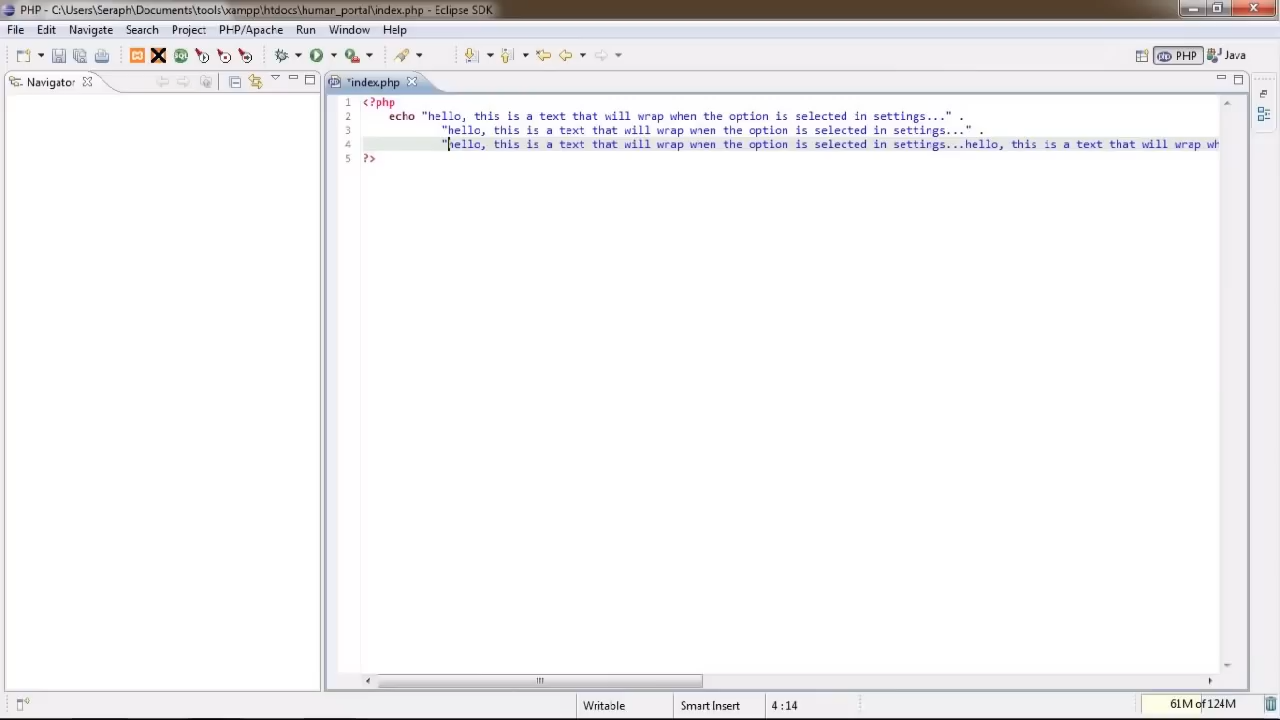 PHP - C:\Users\Seraph\Documents\tools\xampp\htdocs\human_portal\index.php - Eclipse SDK
File Edit Navigate Search Project PHP/Apache Run Window Help
SQL PHP Java
Navigator *index.php
1 <?php
2 echo "hello, this is a text that will wrap when the option is selected in settings..." .
3 "hello, this is a text that will wrap when the option is selected in settings..." .
4 "hello, this is a text that will wrap when the option is selected in settings...hello, this is a text that will wrap wh
5 ?>
Writable Smart Insert 4:14 61M of 124M